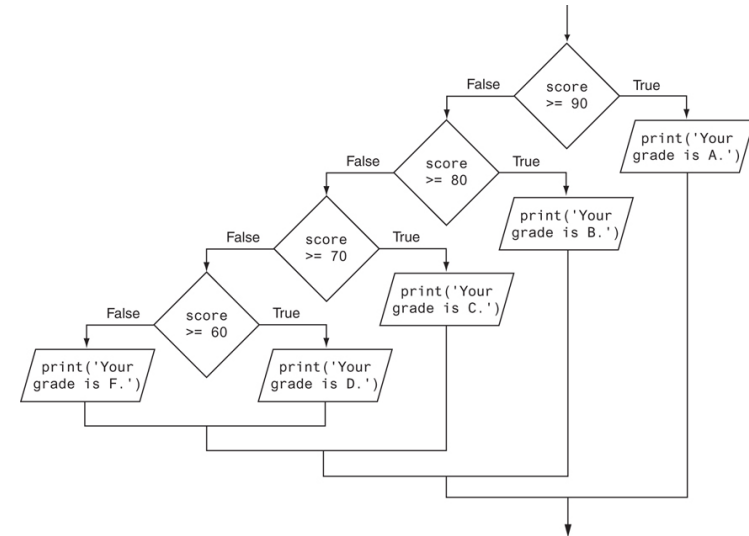 score
>= 90
False
True
print('Your
grade is A.')
score
>= 80
False
True
print('Your
grade is B.')
score
>= 70
False
True
print('Your
grade is C.')
score
>= 60
False
True
print('Your
grade is F.')
print('Your
grade is D.')